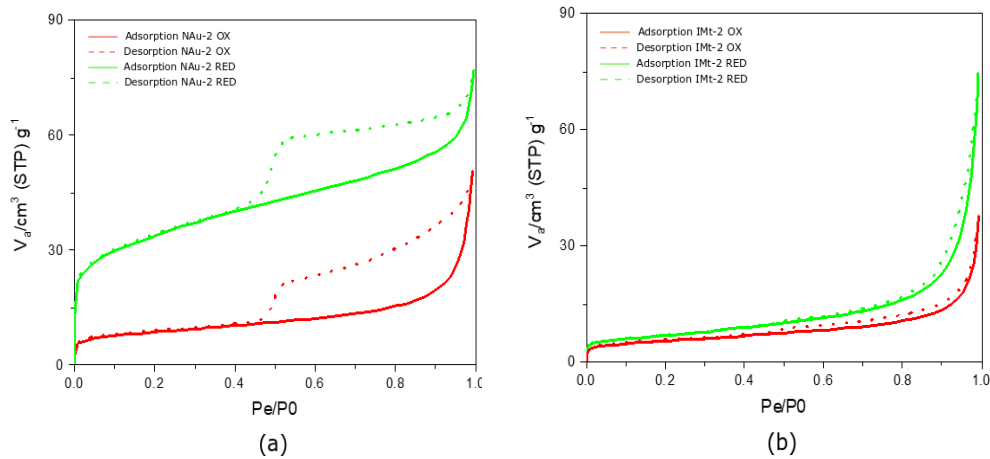 90
Adsorption NAu-2 OX
Desorption NAu-2 OX
Adsorption NAu-2 RED
Desorption NAu-2 RED
60
30
0
Va/cm³ (STP) g⁻¹
0.0 0.2 0.4 0.6 0.8 1.0
Pe/P0
(a)
90
Adsorption IMt-2 OX
Desorption IMt-2 OX
Adsorption IMt-2 RED
Desorption IMt-2 RED
60
30
0
Va/cm³ (STP) g⁻¹
0.0 0.2 0.4 0.6 0.8 1.0
Pe/P0
(b)